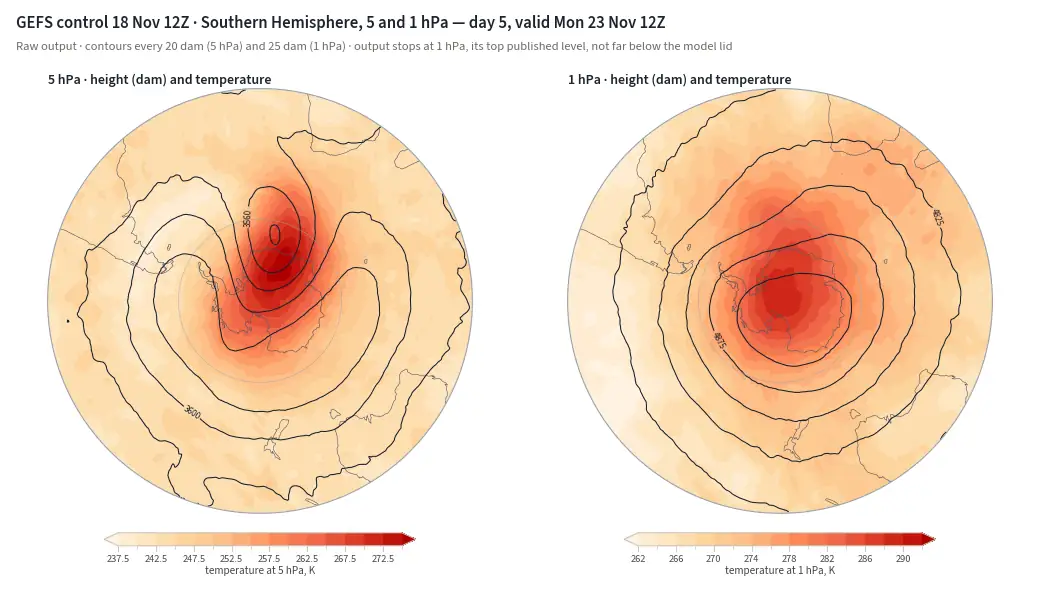 GEFS control 18 Nov 12Z · Southern Hemisphere, 5 and 1 hPa — day 5, valid Mon 23 Nov 12Z
Raw output · contours every 20 dam (5 hPa) and 25 dam (1 hPa) · output stops at 1 hPa, its top published level, not far below the model lid
5 hPa · height (dam) and temperature
1 hPa · height (dam) and temperature
3560
3600
4825
4875
237.5 242.5 247.5 252.5 257.5 262.5 267.5 272.5
temperature at 5 hPa, K
262 266 270 274 278 282 286 290
temperature at 1 hPa, K